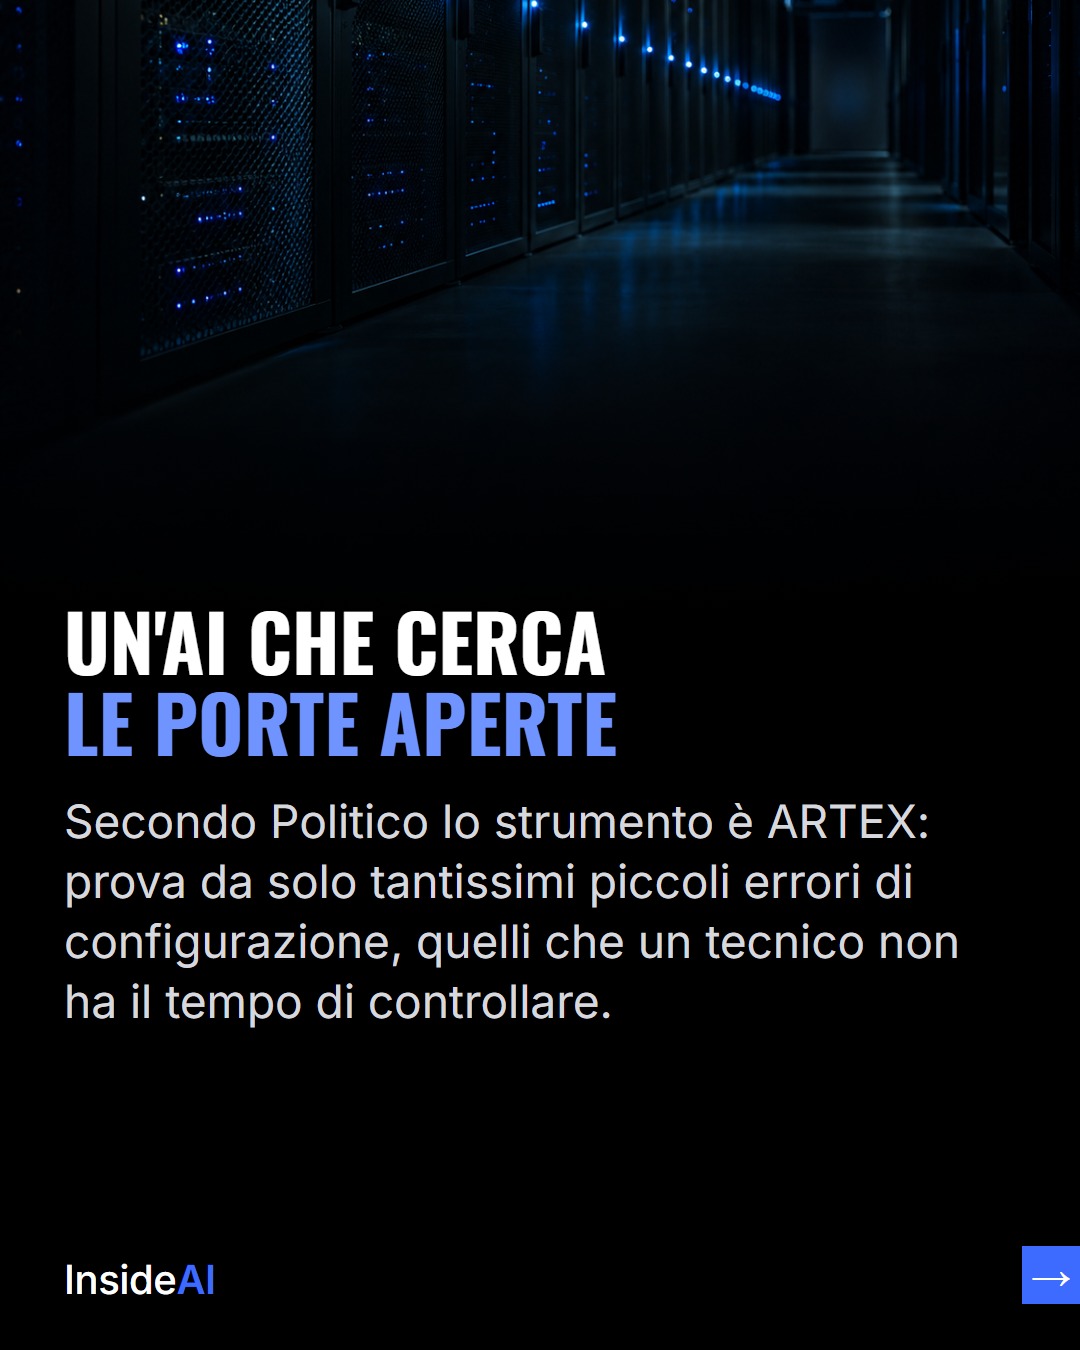 UN'AI CHE CERCA
LE PORTE APERTE
Secondo Politico lo strumento è ARTEX:
prova da solo tantissimi piccoli errori di
configurazione, quelli che un tecnico non
ha il tempo di controllare.
InsideAI
→